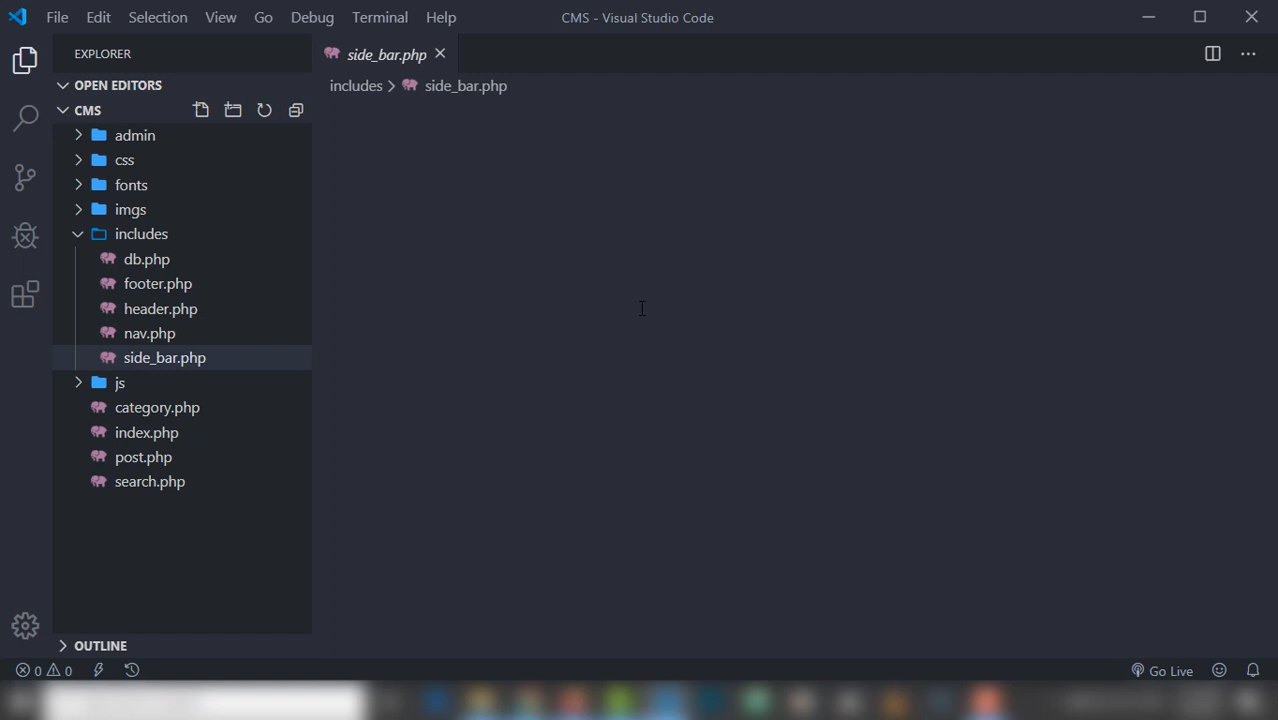 File Edit Selection View Go Debug Terminal Help CMS - Visual Studio Code
EXPLORER
side_bar.php
OPEN EDITORS
includes > side_bar.php
CMS
admin
css
fonts
imgs
includes
db.php
footer.php
header.php
nav.php
side_bar.php
js
category.php
index.php
post.php
search.php
OUTLINE
0 0 Go Live